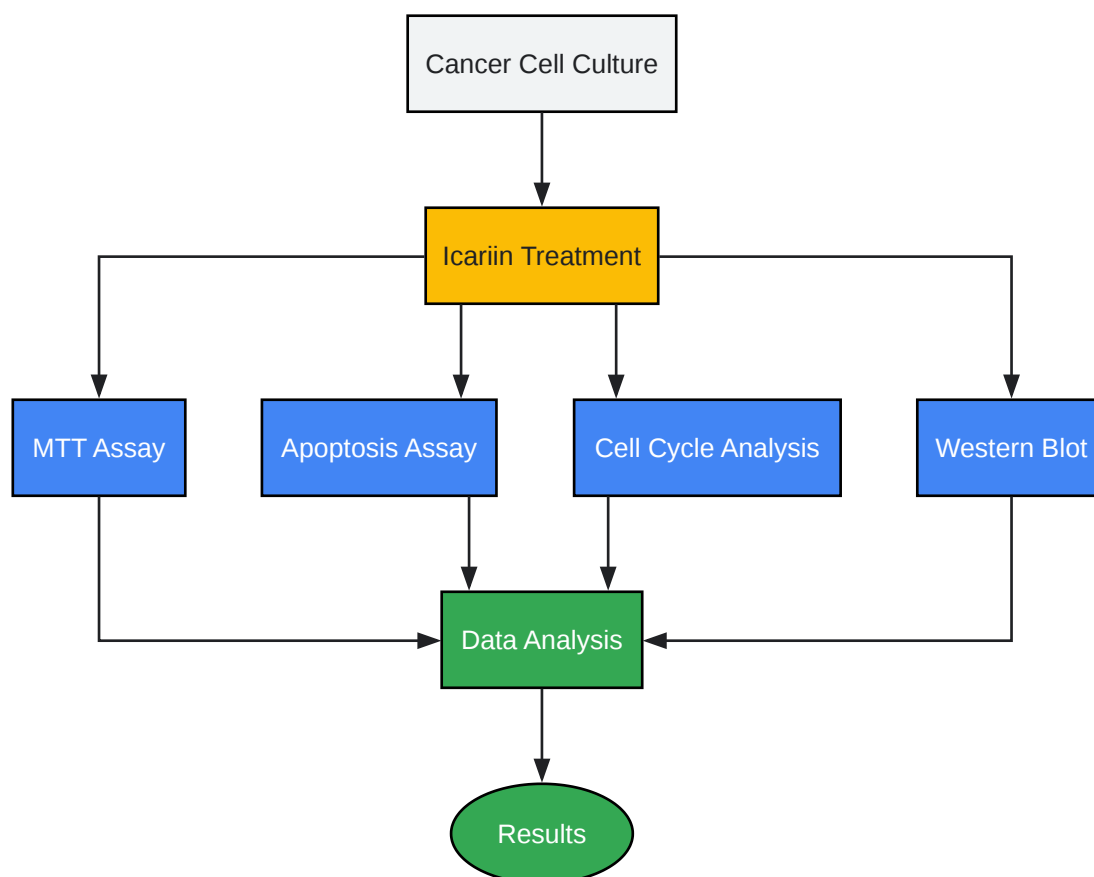 Cancer Cell Culture
Icariin Treatment
MTT Assay
Apoptosis Assay
Cell Cycle Analysis
Western Blot
Data Analysis
Results